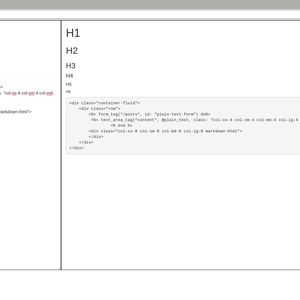 s: "col-xs-4 col-sm-4 col-md-
markdown-html">
H1
H2
H3
H4
H5
H6
<div class="container-fluid">
<div class="row">
<%= form_tag("/posts", id: "plain-text-form") do%>
<%= text_area_tag("content", @plain_text, class: "col-xs-4 col-sm-4 col-md-4 col-lg-4
<% end %>
<div class="col-xs-8 col-sm-8 col-md-8 col-lg-8 markdown-html">
</div>
</div>
</div>